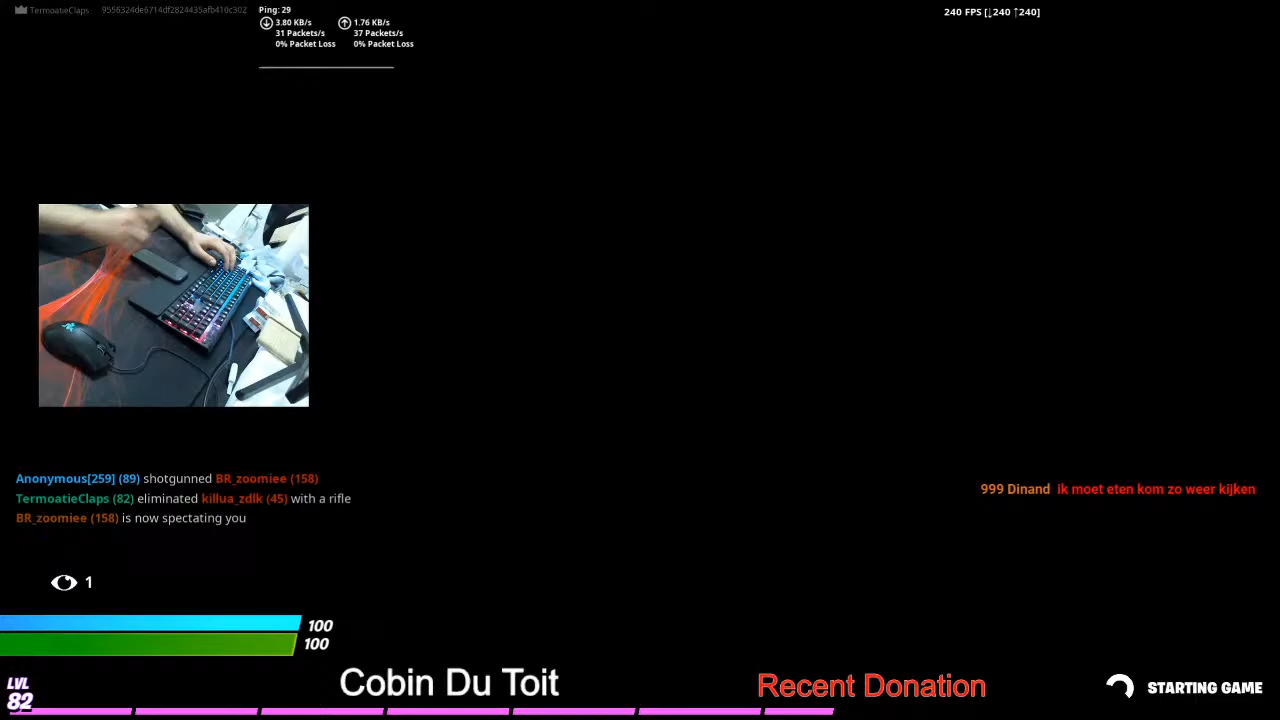 TermoatieClaps 9556324de6714df2824435afb410c302
Ping: 29
3.80 KB/s 1.76 KB/s
31 Packets/s 37 Packets/s
0% Packet Loss 0% Packet Loss
240 FPS [↓240 ↑240]
Anonymous[259] (89) shotgunned BR_zoomiee (158)
TermoatieClaps (82) eliminated killua_zdlk (45) with a rifle
BR_zoomiee (158) is now spectating you
999 Dinand ik moet eten kom zo weer kijken
1
100
100
LVL
82
Cobin Du Toit
Recent Donation
STARTING GAME